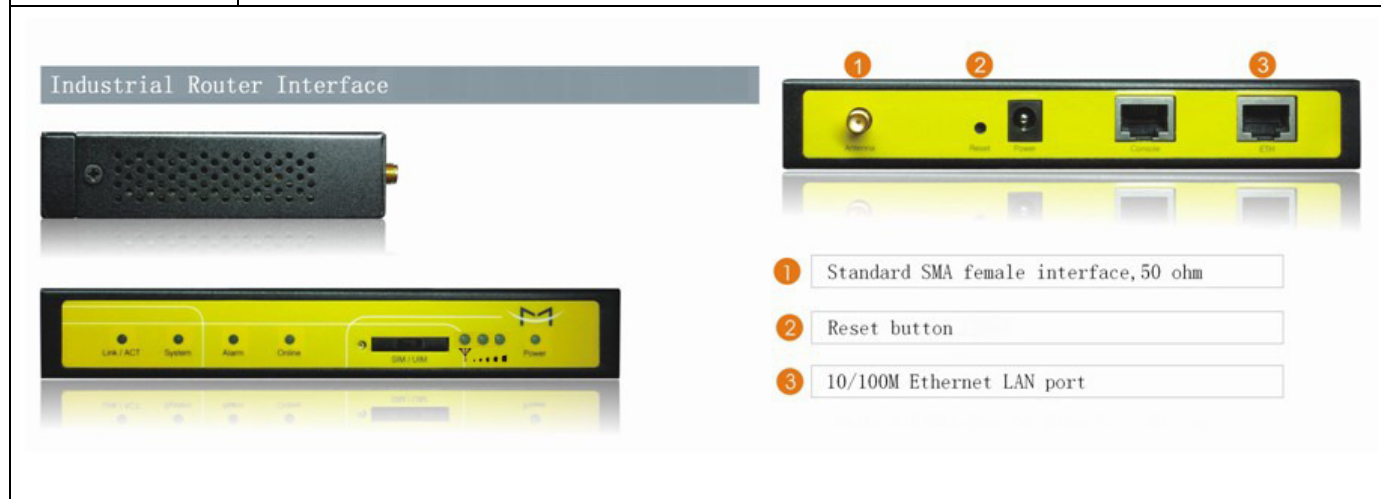 Industrial Router Interface
1 2 3
Antenna Reset Power Console ETH
1 Standard SMA female interface,50 ohm
2 Reset button
3 10/100M Ethernet LAN port
Link / ACT System Alarm Online SIM / UIM Power